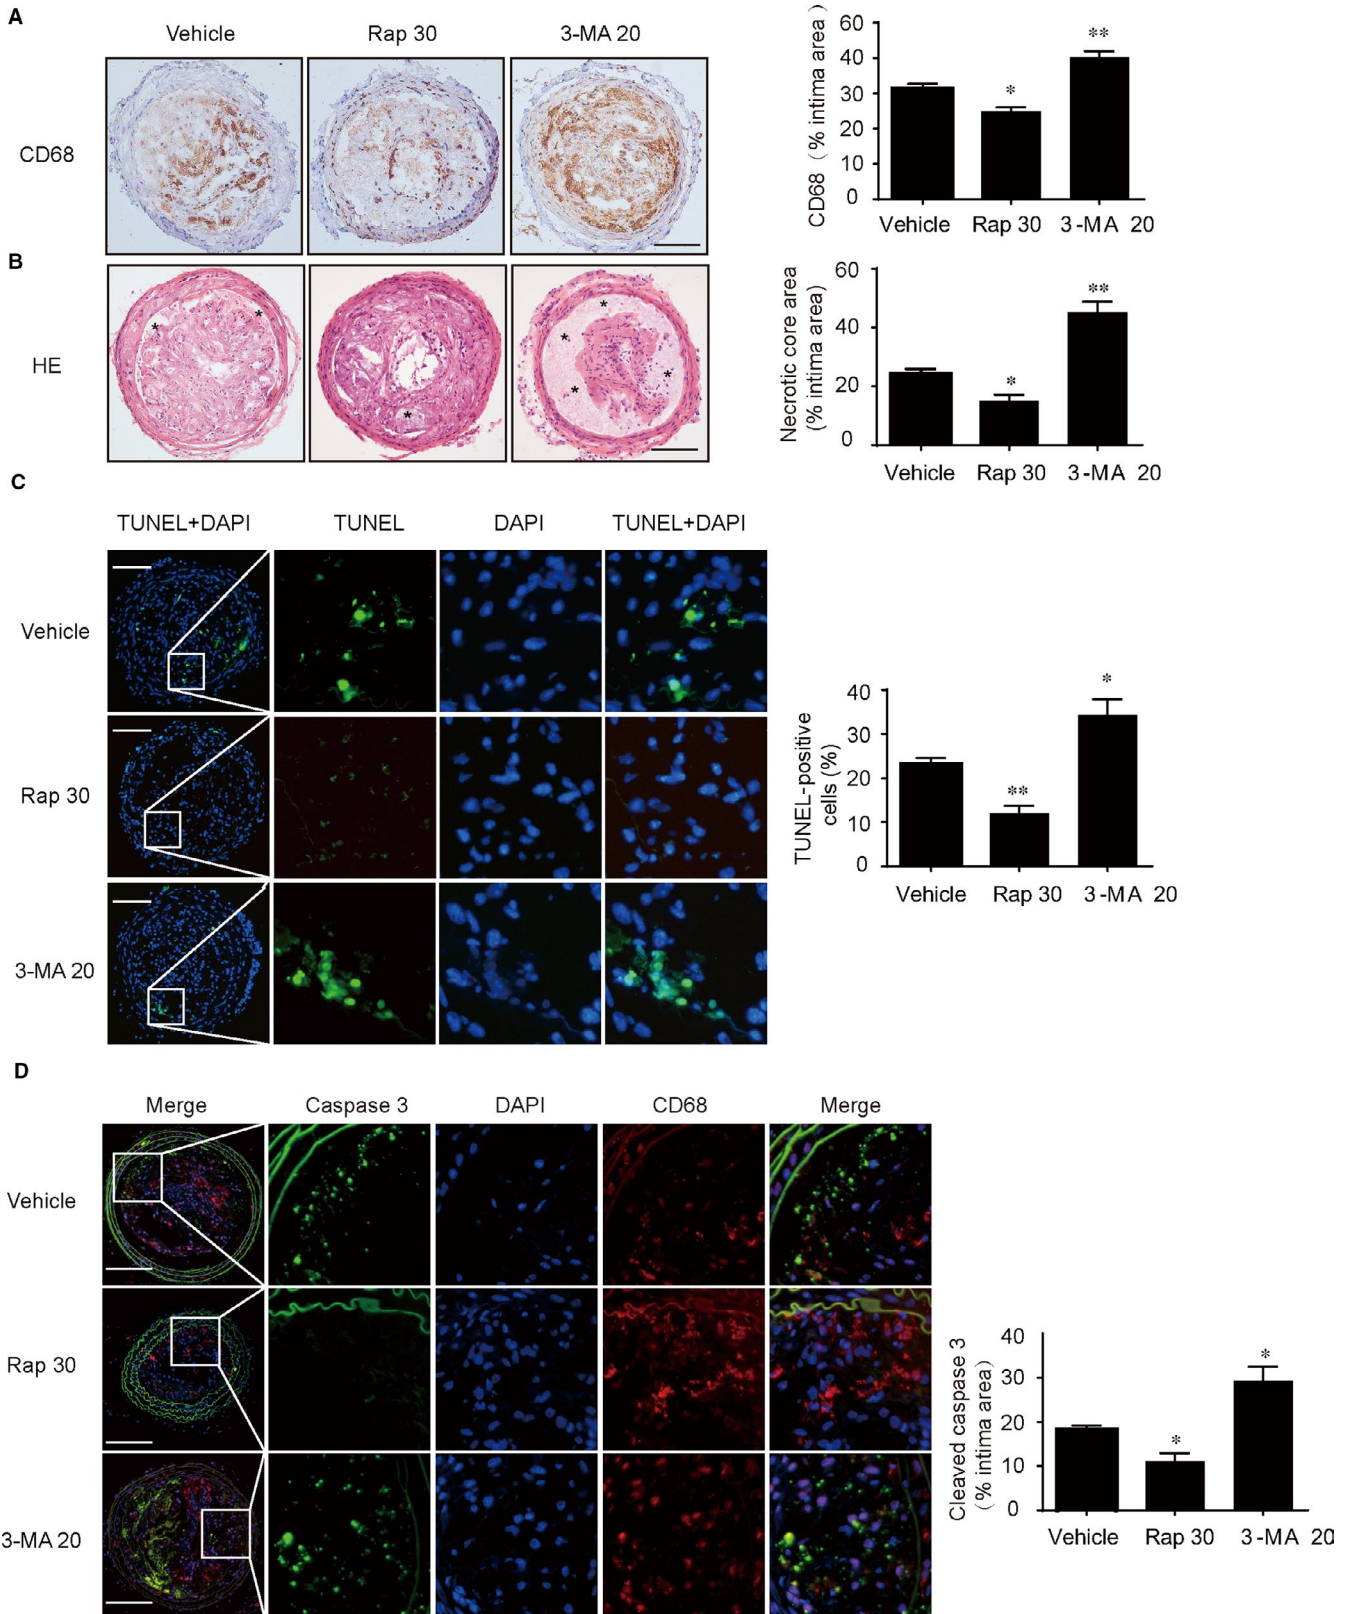 A
Vehicle Rap 30 3-MA 20
CD68
CD68 (% intima area)
60
40
30
20
10
0
*
**
Vehicle Rap 30 3-MA 20
B
HE
* *
*
* * * *
Necrotic core area
(% intima area)
60
40
20
0
*
**
Vehicle Rap 30 3-MA 20
C
TUNEL+DAPI TUNEL DAPI TUNEL+DAPI
Vehicle
Rap 30
3-MA 20
TUNEL-positive
cells (%)
40
30
20
10
0
**
*
Vehicle Rap 30 3-MA 20
D
Merge Caspase 3 DAPI CD68 Merge
Vehicle
Rap 30
3-MA 20
Cleaved caspase 3
(% intima area)
40
30
20
10
0
*
*
Vehicle Rap 30 3-MA 20